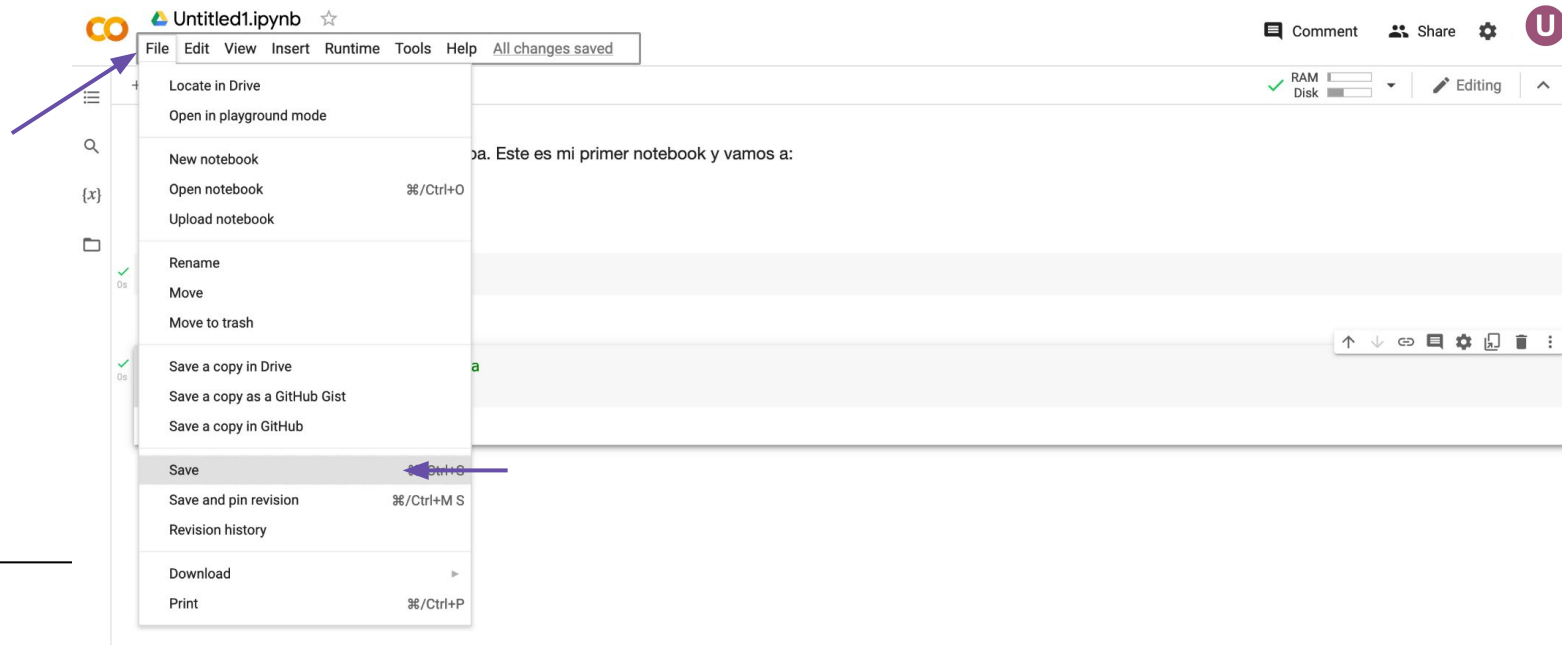 CO Untitled1.ipynb
File Edit View Insert Runtime Tools Help All changes saved
Comment Share U
RAM
Disk
Editing
Locate in Drive
Open in playground mode
New notebook
Open notebook ⌘/Ctrl+O
Upload notebook
Rename
Move
Move to trash
Save a copy in Drive
Save a copy as a GitHub Gist
Save a copy in GitHub
Save
Save and pin revision ⌘/Ctrl+M S
Revision history
Download
Print ⌘/Ctrl+P
Este es mi primer notebook y vamos a:
{x}
0s
0s
a